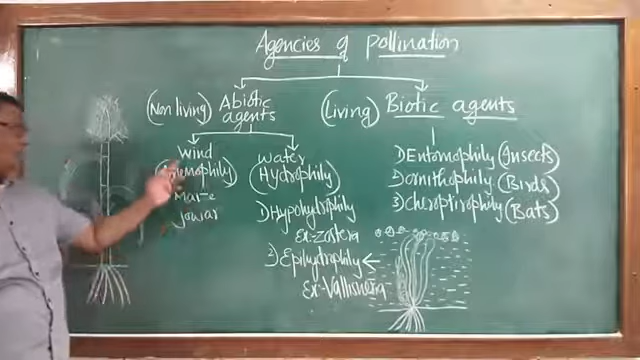 Agencies of pollination
(Non living) Abiotic agents
(Living) Biotic agents
Wind
Maize
Jowar
Water
(Hydrophily)
1) Hypohydrophily
Ex-Zostera
2) Epihydrophily
Ex-Vallisneria
1) Entomophily (Insects)
2) Ornithophily (Birds)
3) Cheroptirophily (Bats)